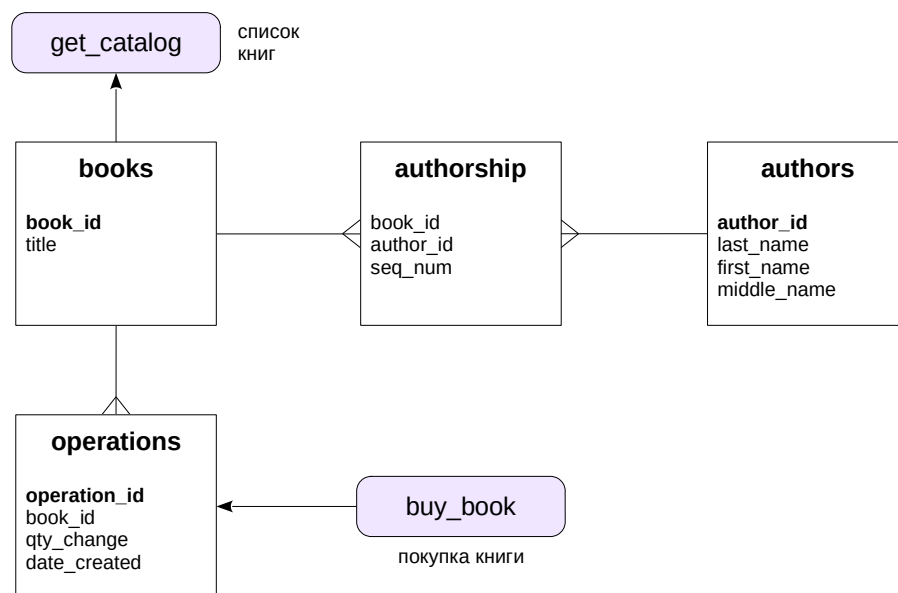 get_catalog
список
книг
books
book_id
title
authorship
book_id
author_id
seq_num
authors
author_id
last_name
first_name
middle_name
operations
operation_id
book_id
qty_change
date_created
buy_book
покупка книги